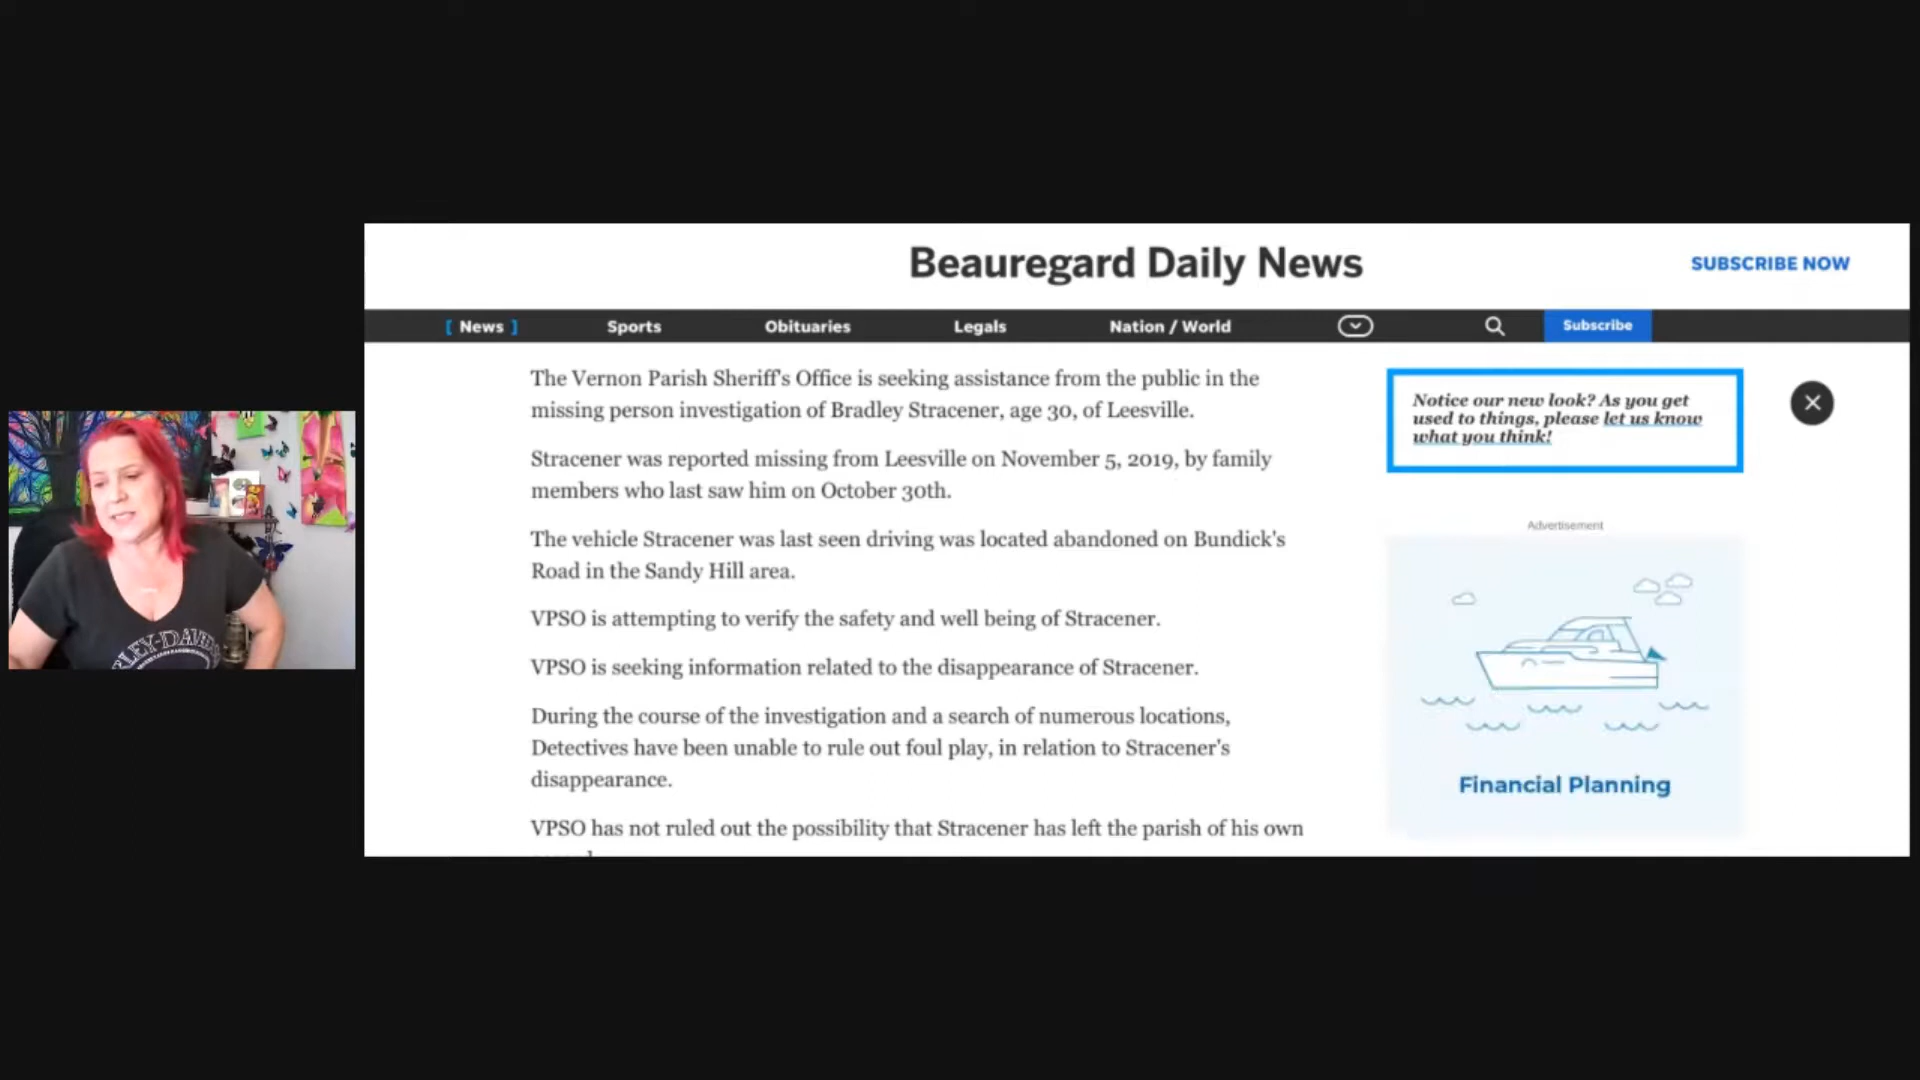 Beauregard Daily News
SUBSCRIBE NOW
[ News ]
Sports
Obituaries
Legals
Nation / World
Subscribe
The Vernon Parish Sheriff's Office is seeking assistance from the public in the
missing person investigation of Bradley Stracener, age 30, of Leesville.
Stracener was reported missing from Leesville on November 5, 2019, by family
members who last saw him on October 30th.
The vehicle Stracener was last seen driving was located abandoned on Bundick's
Road in the Sandy Hill area.
VPSO is attempting to verify the safety and well being of Stracener.
VPSO is seeking information related to the disappearance of Stracener.
During the course of the investigation and a search of numerous locations,
Detectives have been unable to rule out foul play, in relation to Stracener's
disappearance.
VPSO has not ruled out the possibility that Stracener has left the parish of his own
Notice our new look? As you get
used to things, please let us know
what you think!
Advertisement
Financial Planning
RLEY-DAVIDS